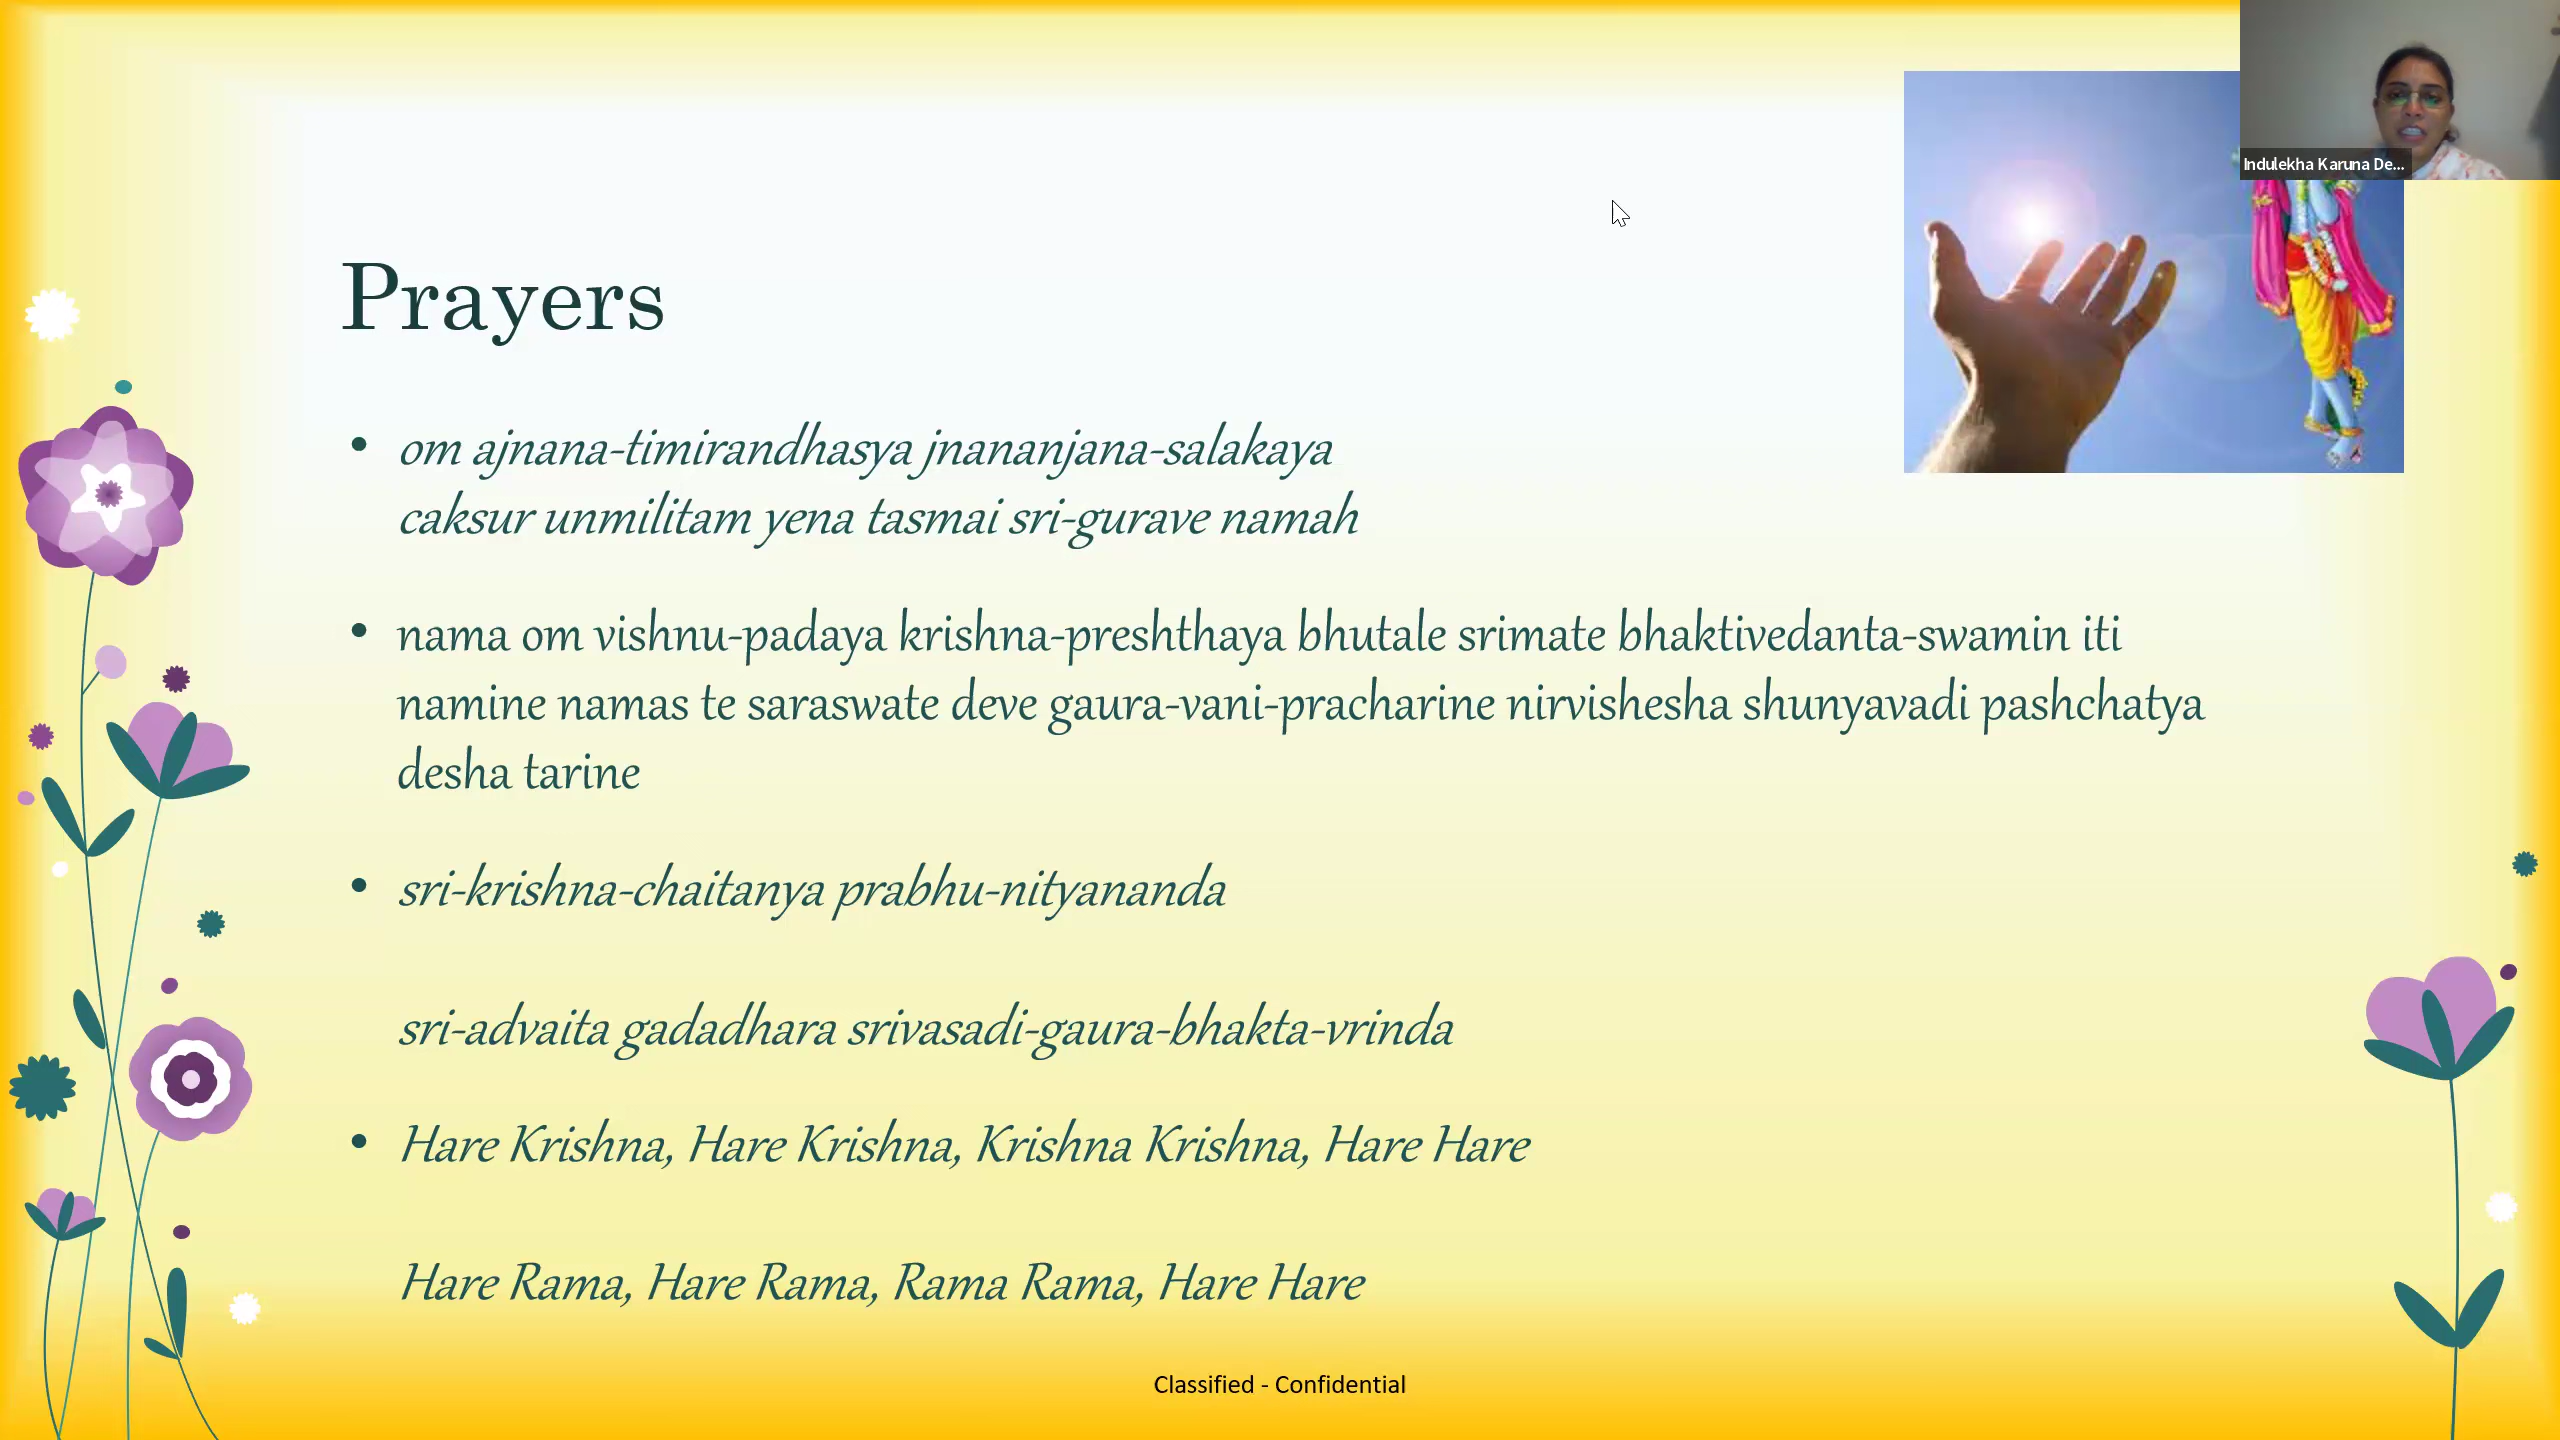 Indulekha Karuna De...
Prayers
• om ajnana-timirandhasya jnananjana-salakaya
caksur unmilitam yena tasmai sri-gurave namah
• nama om vishnu-padaya krishna-preshthaya bhutale srimate bhaktivedanta-swamin iti
namine namas te saraswate deve gaura-vani-pracharine nirvishesha shunyavadi pashchatya
desha tarine
• sri-krishna-chaitanya prabhu-nityananda
sri-advaita gadadhara srivasadi-gaura-bhakta-vrinda
• Hare Krishna, Hare Krishna, Krishna Krishna, Hare Hare
Hare Rama, Hare Rama, Rama Rama, Hare Hare
Classified - Confidential